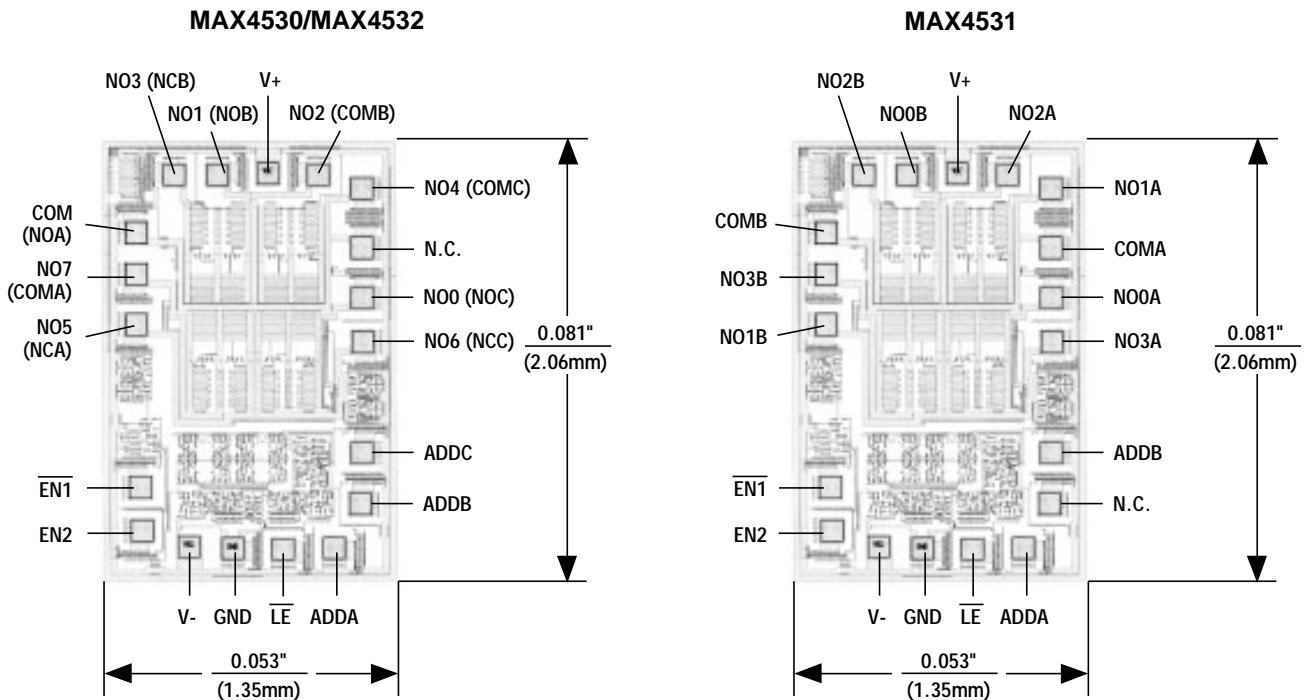 MAX4530/MAX4532
NO3 (NCB)
V+
NO1 (NOB)
NO2 (COMB)
NO4 (COMC)
COM
(NOA)
N.C.
NO7
(COMA)
NO0 (NOC)
NO5
(NCA)
NO6 (NCC)
0.081"
(2.06mm)
ADDC
EN1
ADDB
EN2
V- GND LE ADDA
0.053"
(1.35mm)
MAX4531
NO2B
V+
NO0B
NO2A
NO1A
COMB
COMA
NO3B
NO0A
NO1B
NO3A
0.081"
(2.06mm)
ADDB
EN1
N.C.
EN2
V- GND LE ADDA
0.053"
(1.35mm)